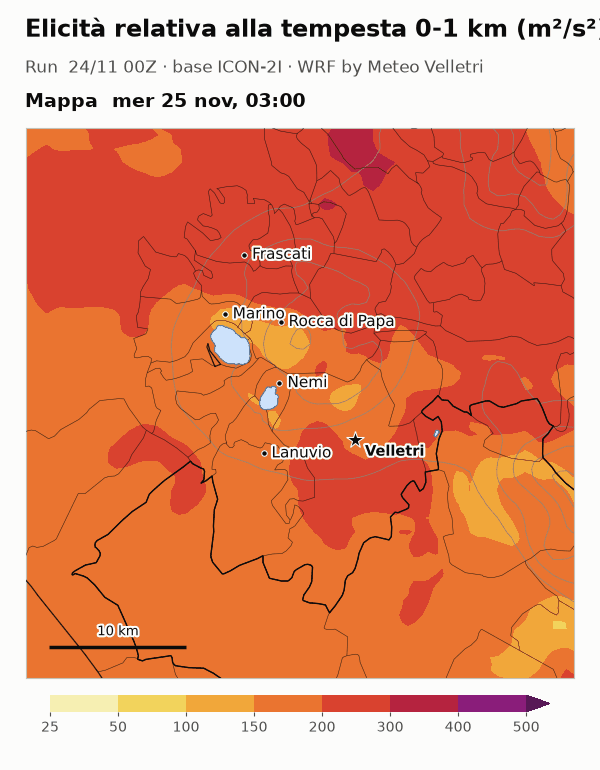 Elicità relativa alla tempesta 0-1 km (m²/s²)
Run 24/11 00Z · base ICON-2I · WRF by Meteo Velletri
Mappa mer 25 nov, 03:00
Frascati
Marino
Rocca di Papa
Nemi
Velletri
Lanuvio
10 km
25 50 100 150 200 300 400 500